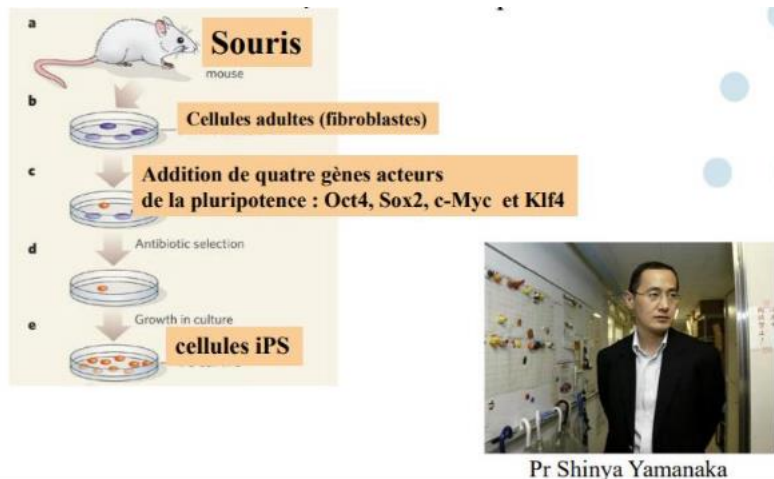 a
Souris
mouse
b
Cellules adultes (fibroblastes)
c
Addition de quatre gènes acteurs
de la pluripotence : Oct4, Sox2, c-Myc et Klf4
Antibiotic selection
d
Growth in culture
e
cellules iPS
Pr Shinya Yamanaka